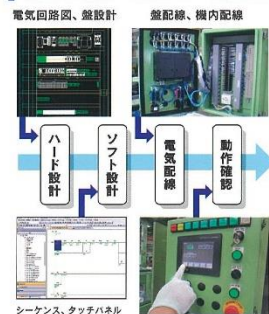 電気回路図、盤設計
盤配線、機内配線
ハード設計
ソフト設計
電気配線
動作確認
シーケンス、タッチパネル